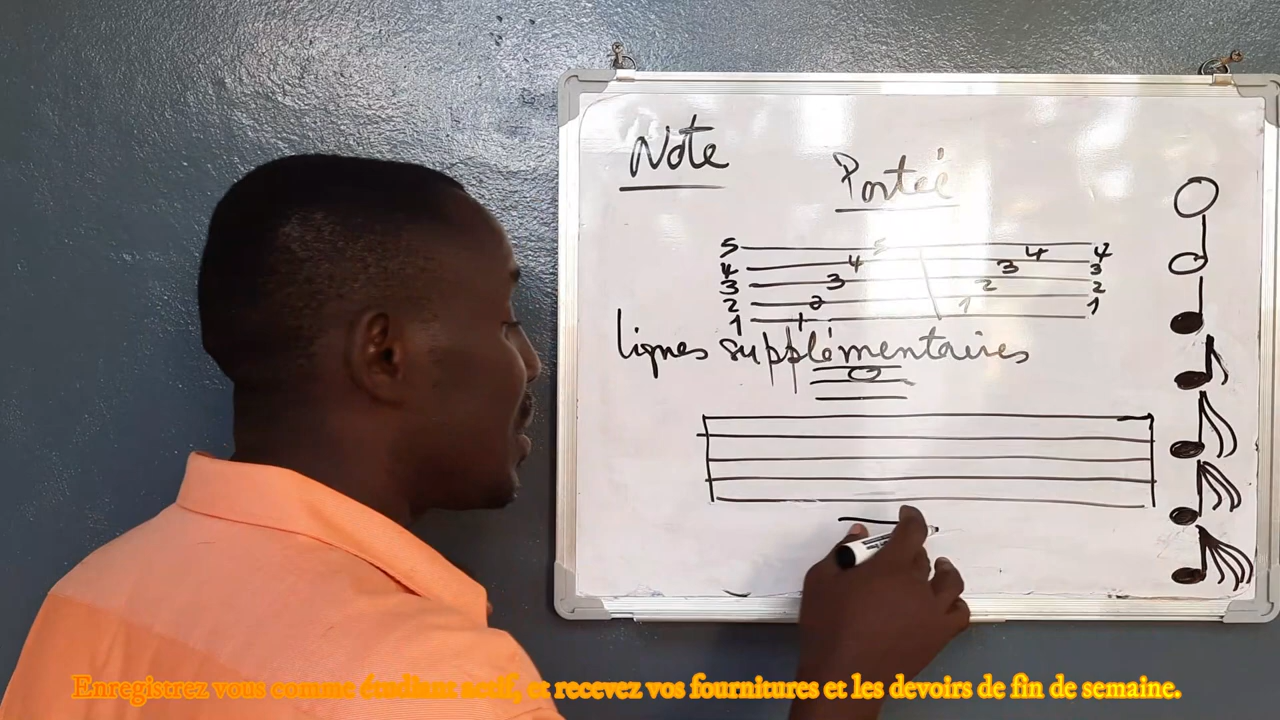 Note
Porteé
5 5 4
4 4 3 4 3
3 3 2 2
2 2 1 1
1 1
lignes supplémentaires
Enregistrez vous comme étudiant actif, et recevez vos fournitures et les devoirs de fin de semaine.